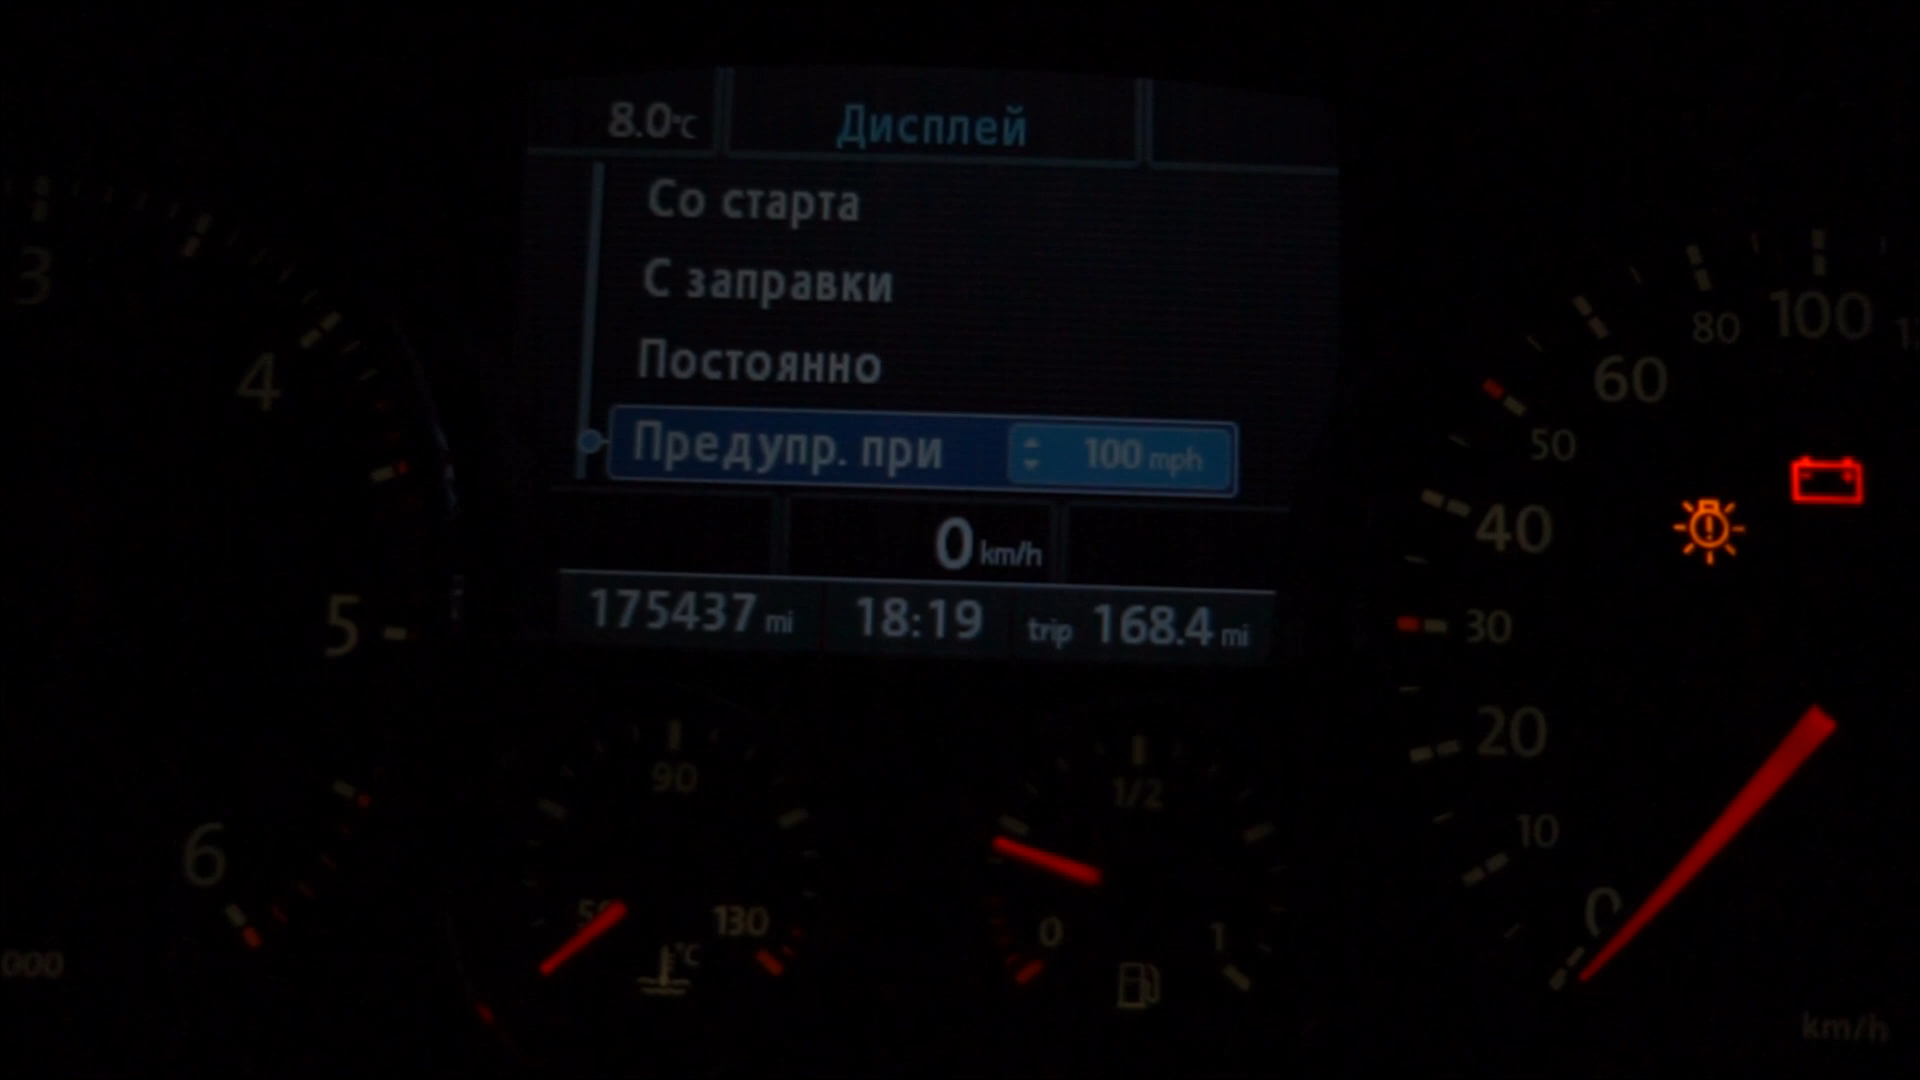 8.0°C Дисплей
Со старта
С заправки
Постоянно
Предупр. при 100 mph
0 km/h
175437 mi 18:19 trip 168.4 mi
3
4
5
6
000
90
130
°C
1/2
0
1
100
80
60
50
40
30
20
10
0
km/h